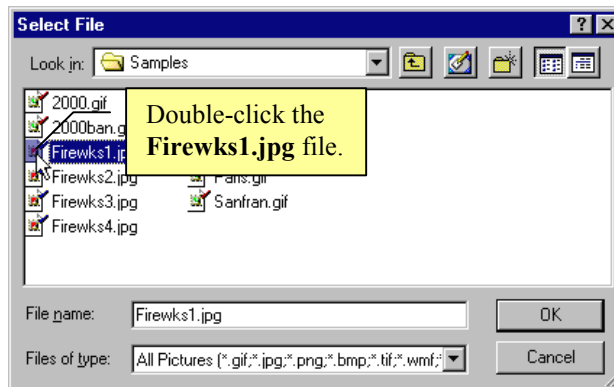 Select File
Look in: Samples
2000.gif
2000ban.g
Firewks1.jp
Firewks2.jpg
Firewks3.jpg
Firewks4.jpg
Paris.gif
Sanfran.gif
Double-click the
Firewks1.jpg file.
File name: Firewks1.jpg OK
Files of type: All Pictures (*.gif;*.jpg;*.png;*.bmp;*.tif;*.wmf;* Cancel